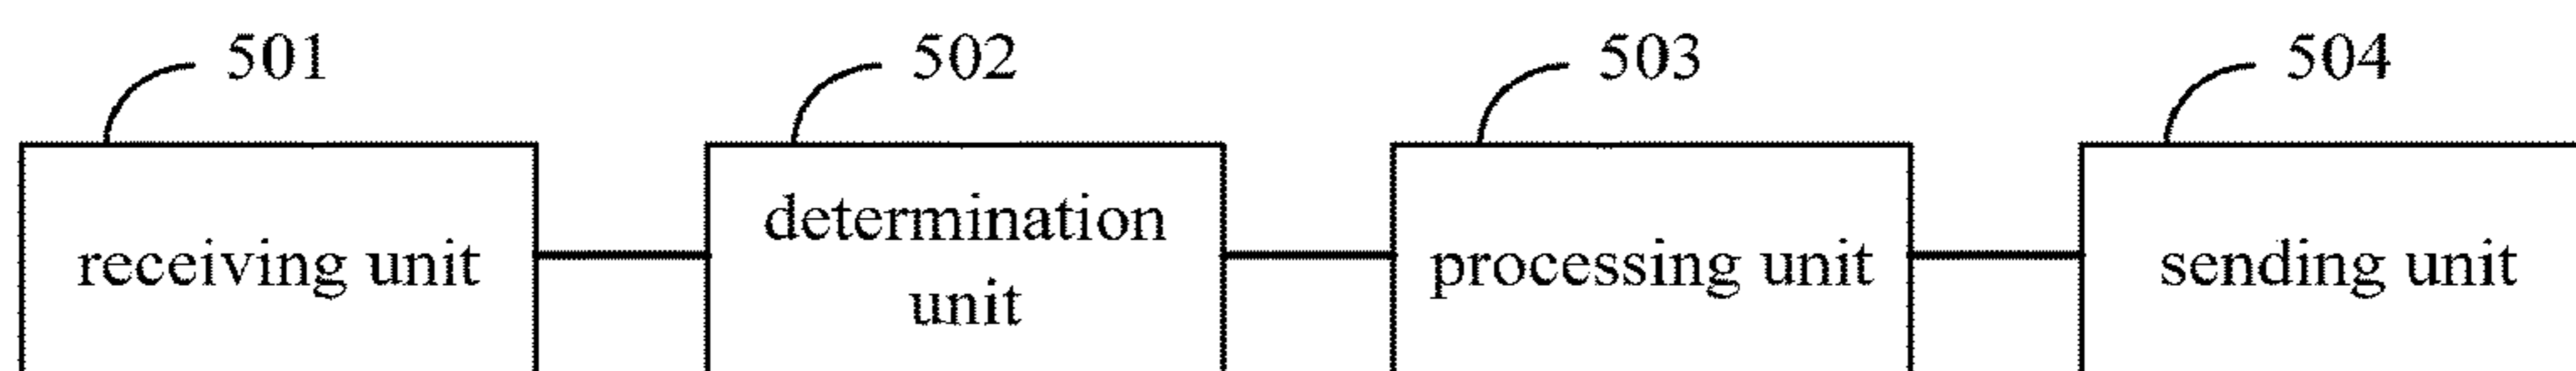 501
502
503
504
receiving unit
determination
unit
processing unit
sending unit